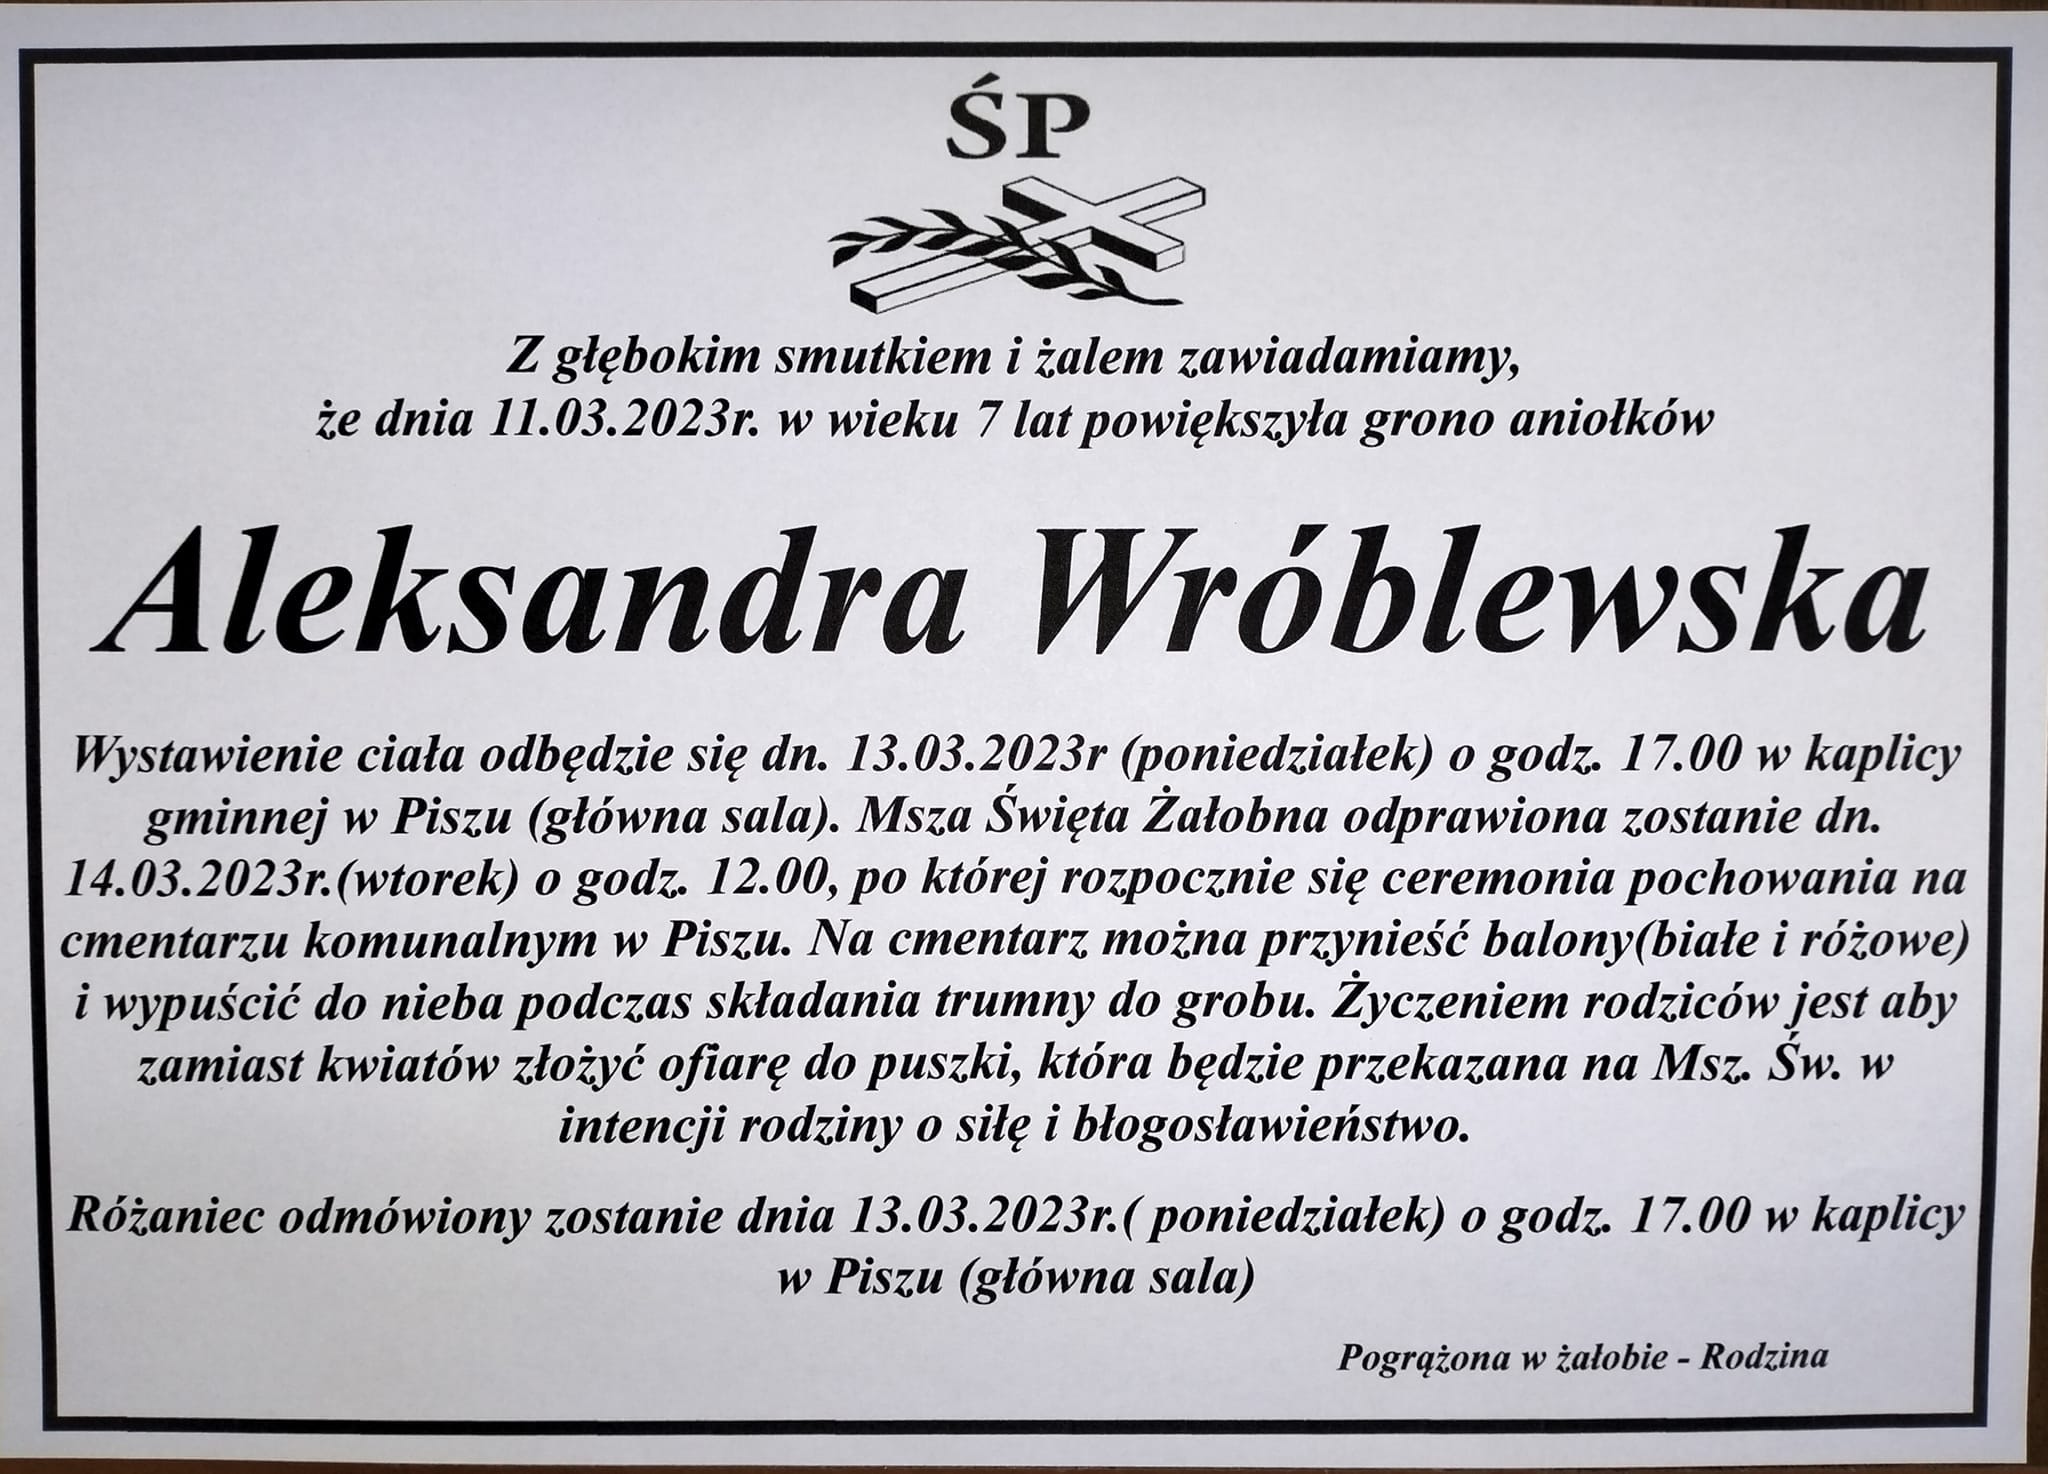 ŚP
Z głębokim smutkiem i żalem zawiadamiamy,
że dnia 11.03.2023r. w wieku 7 lat powiększyła grono aniołków
Aleksandra Wróblewska
Wystawienie ciała odbędzie się dn. 13.03.2023r (poniedziałek) o godz. 17.00 w kaplicy
gminnej w Piszu (główna sala). Msza Święta Żałobna odprawiona zostanie dn.
14.03.2023r.(wtorek) o godz. 12.00, po której rozpocznie się ceremonia pochowania na
cmentarzu komunalnym w Piszu. Na cmentarz można przynieść balony(białe i różowe)
i wypuścić do nieba podczas składania trumny do grobu. Życzeniem rodziców jest aby
zamiast kwiatów złożyć ofiarę do puszki, która będzie przekazana na Msz. Św. w
intencji rodziny o siłę i błogosławieństwo.
Różaniec odmówiony zostanie dnia 13.03.2023r.( poniedziałek) o godz. 17.00 w kaplicy
w Piszu (główna sala)
Pogrążona w żałobie - Rodzina